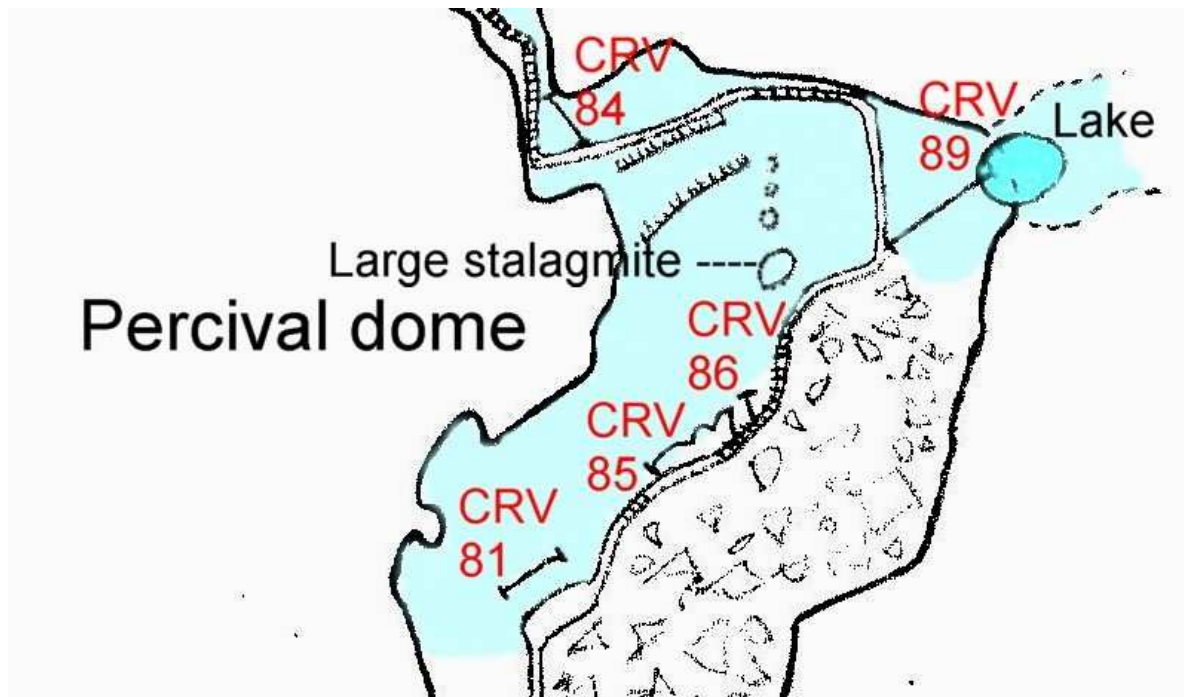 CRV
84
CRV
89
Lake
Large stalagmite
Percival dome
CRV
86
CRV
85
CRV
81